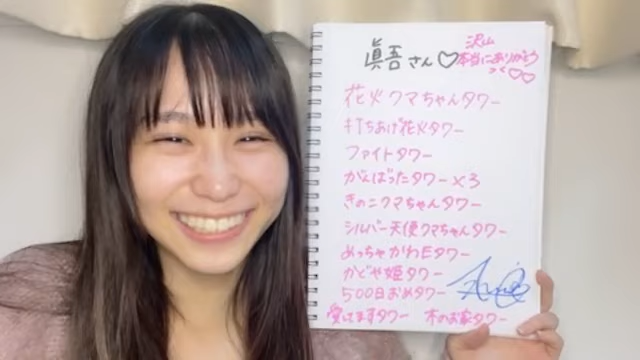 眞吾さん♡
沢山
本当にありがとう
花火クマちゃんタワー
打ちあげ花火タワー
ファイトタワー
がんばったタワー×3
きのこクマちゃんタワー
シルバー天使クマちゃんタワー
めっちゃかわEタワー
かぐや姫タワー
500日おめタワー
愛してますタワー 木のお家タワー